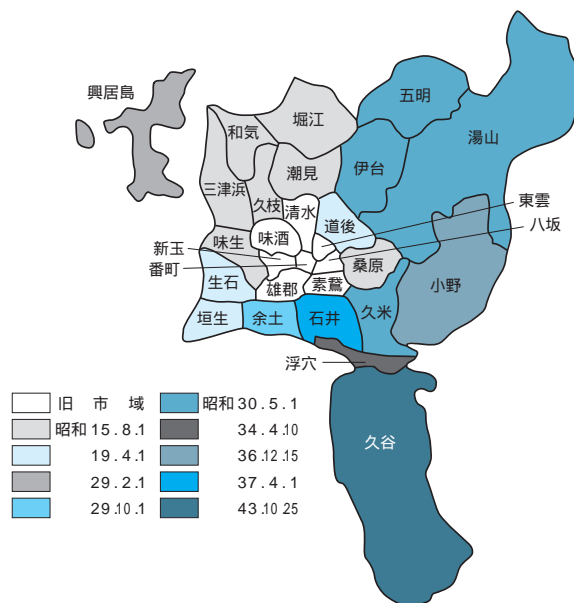 興居島
五明
堀江
和気
湯山
伊台
潮見
三津浜
久枝
清水
東雲
道後
味酒
八坂
新玉
味生
番町
桑原
生石
小野
雄郡
素鵞
垣生
余土
石井
久米
浮穴
久谷
旧市域
昭和15.8.1
19.4.1
29.2.1
29.10.1
昭和30.5.1
34.4.10
36.12.15
37.4.1
43.10.25